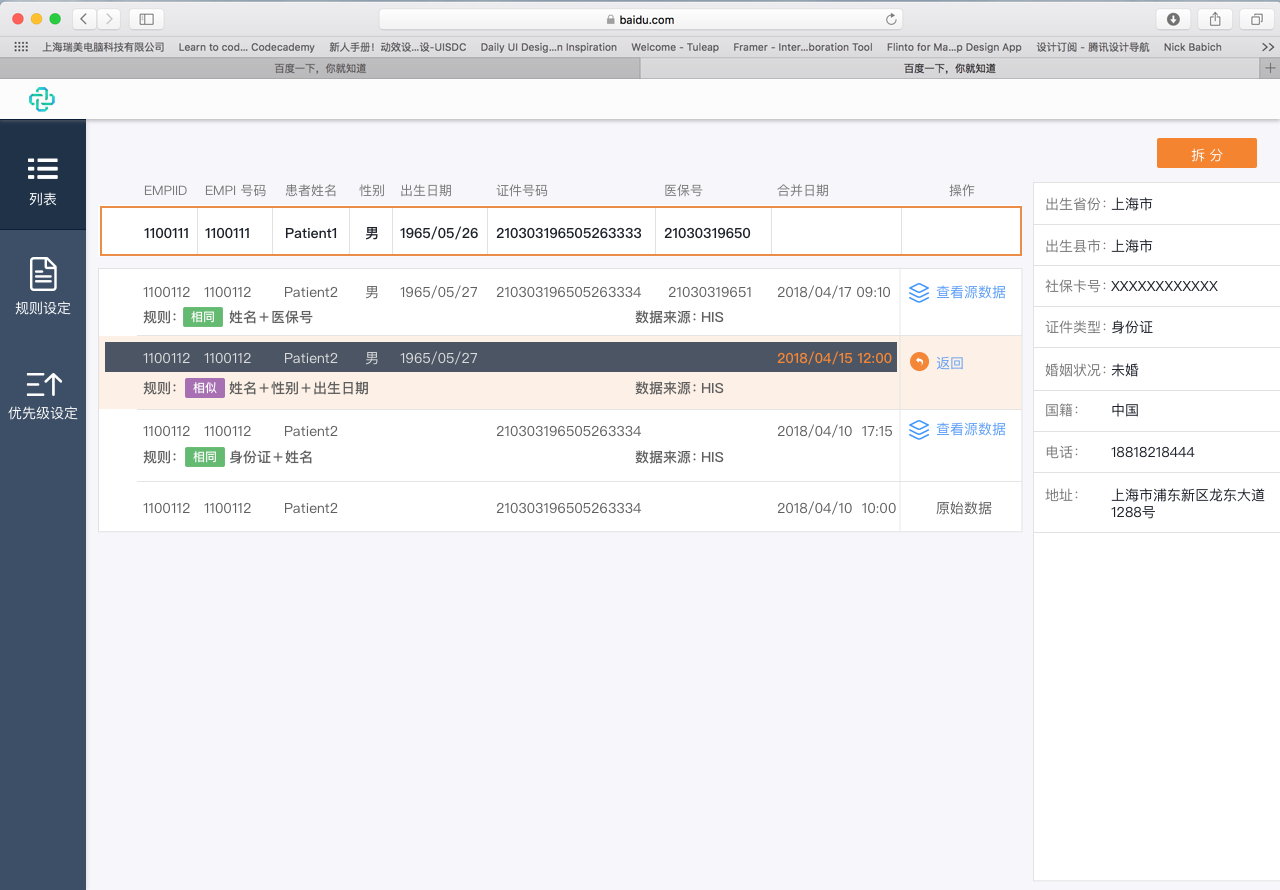 baidu.com
上海瑞美电脑科技有限公司 Learn to cod... Codecademy 新人手册！动效设...设-UISDC Daily UI Desig...n Inspiration Welcome - Tuleap Framer - Inter...boration Tool Flinto for Ma...p Design App 设计订阅 - 腾讯设计导航 Nick Babich
百度一下，你就知道 百度一下，你就知道
列表
规则设定
优先级设定
拆 分
EMPIID EMPI 号码 患者姓名 性别 出生日期 证件号码 医保号 合并日期 操作
1100111 1100111 Patient1 男 1965/05/26 210303196505263333 21030319650
1100112 1100112 Patient2 男 1965/05/27 210303196505263334 21030319651 2018/04/17 09:10 查看源数据
规则： 相同 姓名＋医保号 数据来源：HIS
1100112 1100112 Patient2 男 1965/05/27 2018/04/15 12:00 返回
规则： 相似 姓名＋性别＋出生日期 数据来源：HIS
1100112 1100112 Patient2 210303196505263334 2018/04/10 17:15 查看源数据
规则： 相同 身份证＋姓名 数据来源：HIS
1100112 1100112 Patient2 210303196505263334 2018/04/10 10:00 原始数据
出生省份：上海市
出生县市：上海市
社保卡号：XXXXXXXXXXXX
证件类型：身份证
婚姻状况：未婚
国籍： 中国
电话： 18818218444
地址： 上海市浦东新区龙东大道
1288号